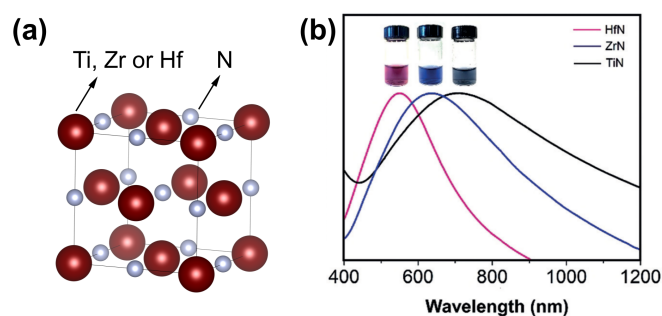 (a)
Ti, Zr or Hf
N
(b)
HfN
ZrN
TiN
400
600
800
1000
1200
Wavelength (nm)